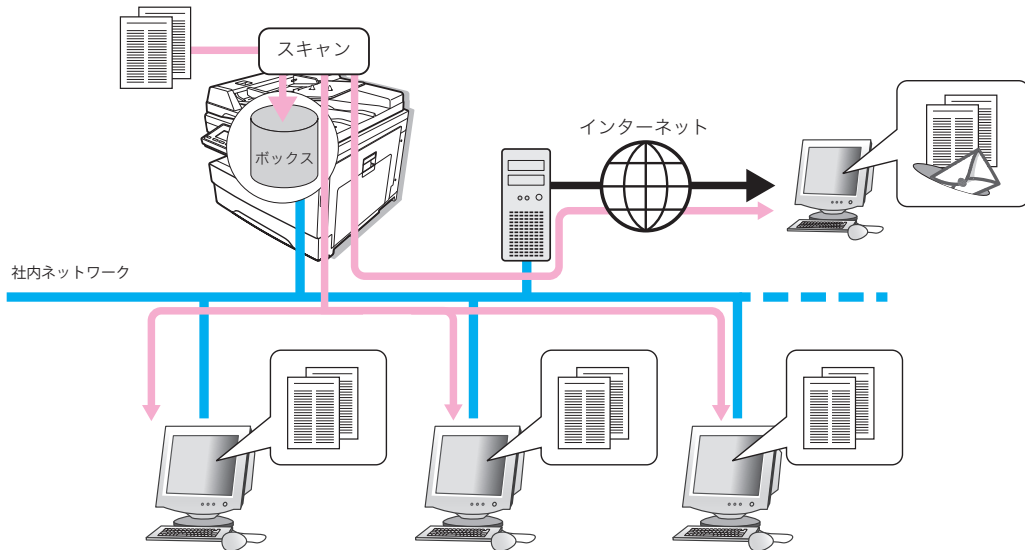 スキャン
ボックス
インターネット
社内ネットワーク